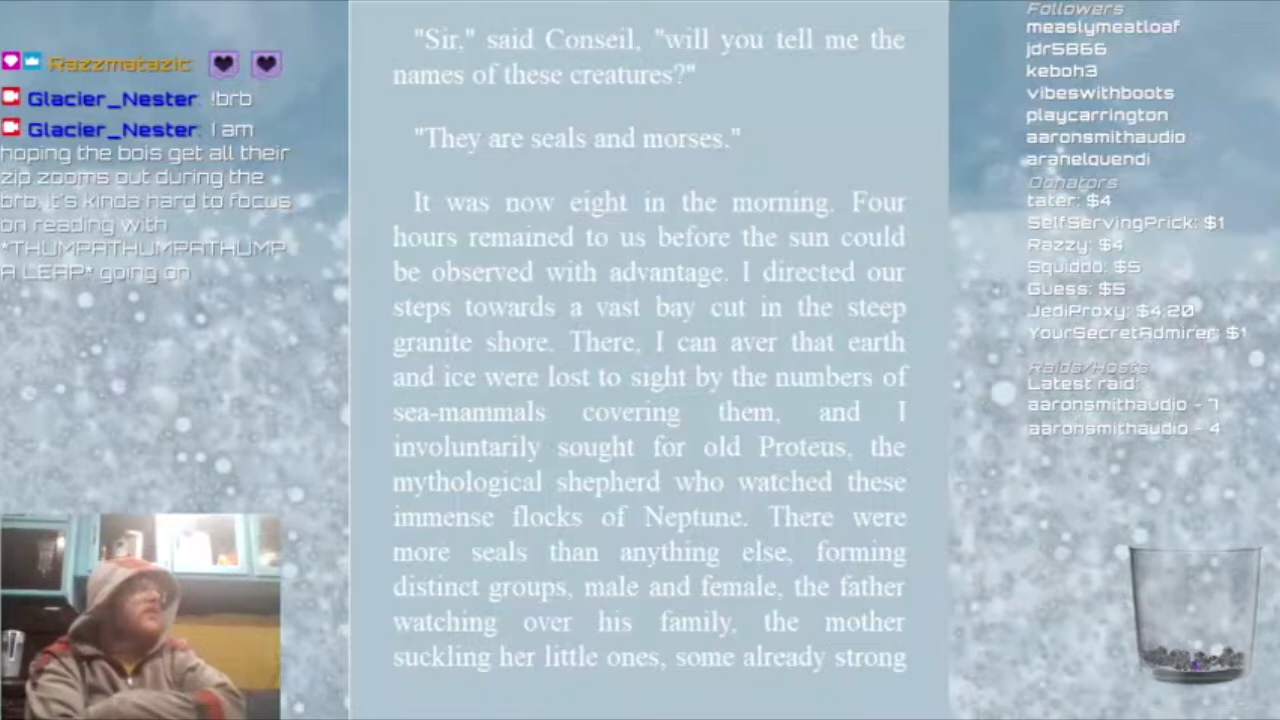 Razzmatazic:
Glacier_Nester: !brb
Glacier_Nester: I am
hoping the bois get all their
zip zooms out during the
brb, it's kinda hard to focus
on reading with
*THUMPATHUMPATHUMP
A LEAP* going on
"Sir," said Conseil, "will you tell me the
names of these creatures?"
"They are seals and morses."
It was now eight in the morning. Four
hours remained to us before the sun could
be observed with advantage. I directed our
steps towards a vast bay cut in the steep
granite shore. There, I can aver that earth
and ice were lost to sight by the numbers of
sea-mammals covering them, and I
involuntarily sought for old Proteus, the
mythological shepherd who watched these
immense flocks of Neptune. There were
more seals than anything else, forming
distinct groups, male and female, the father
watching over his family, the mother
suckling her little ones, some already strong
Followers
measlymeatloaf
jdr5866
keboh3
vibeswithboots
playcarrington
aaronsmithaudio
aranelquendi
Donators
tater: $4
SelfServingPrick: $1
Razzy: $4
Squidoo: $5
Guess: $5
JediProxy: $4.20
YourSecretAdmirer: $1
Raids/Hosts
Latest raid:
aaronsmithaudio - 7
aaronsmithaudio - 4